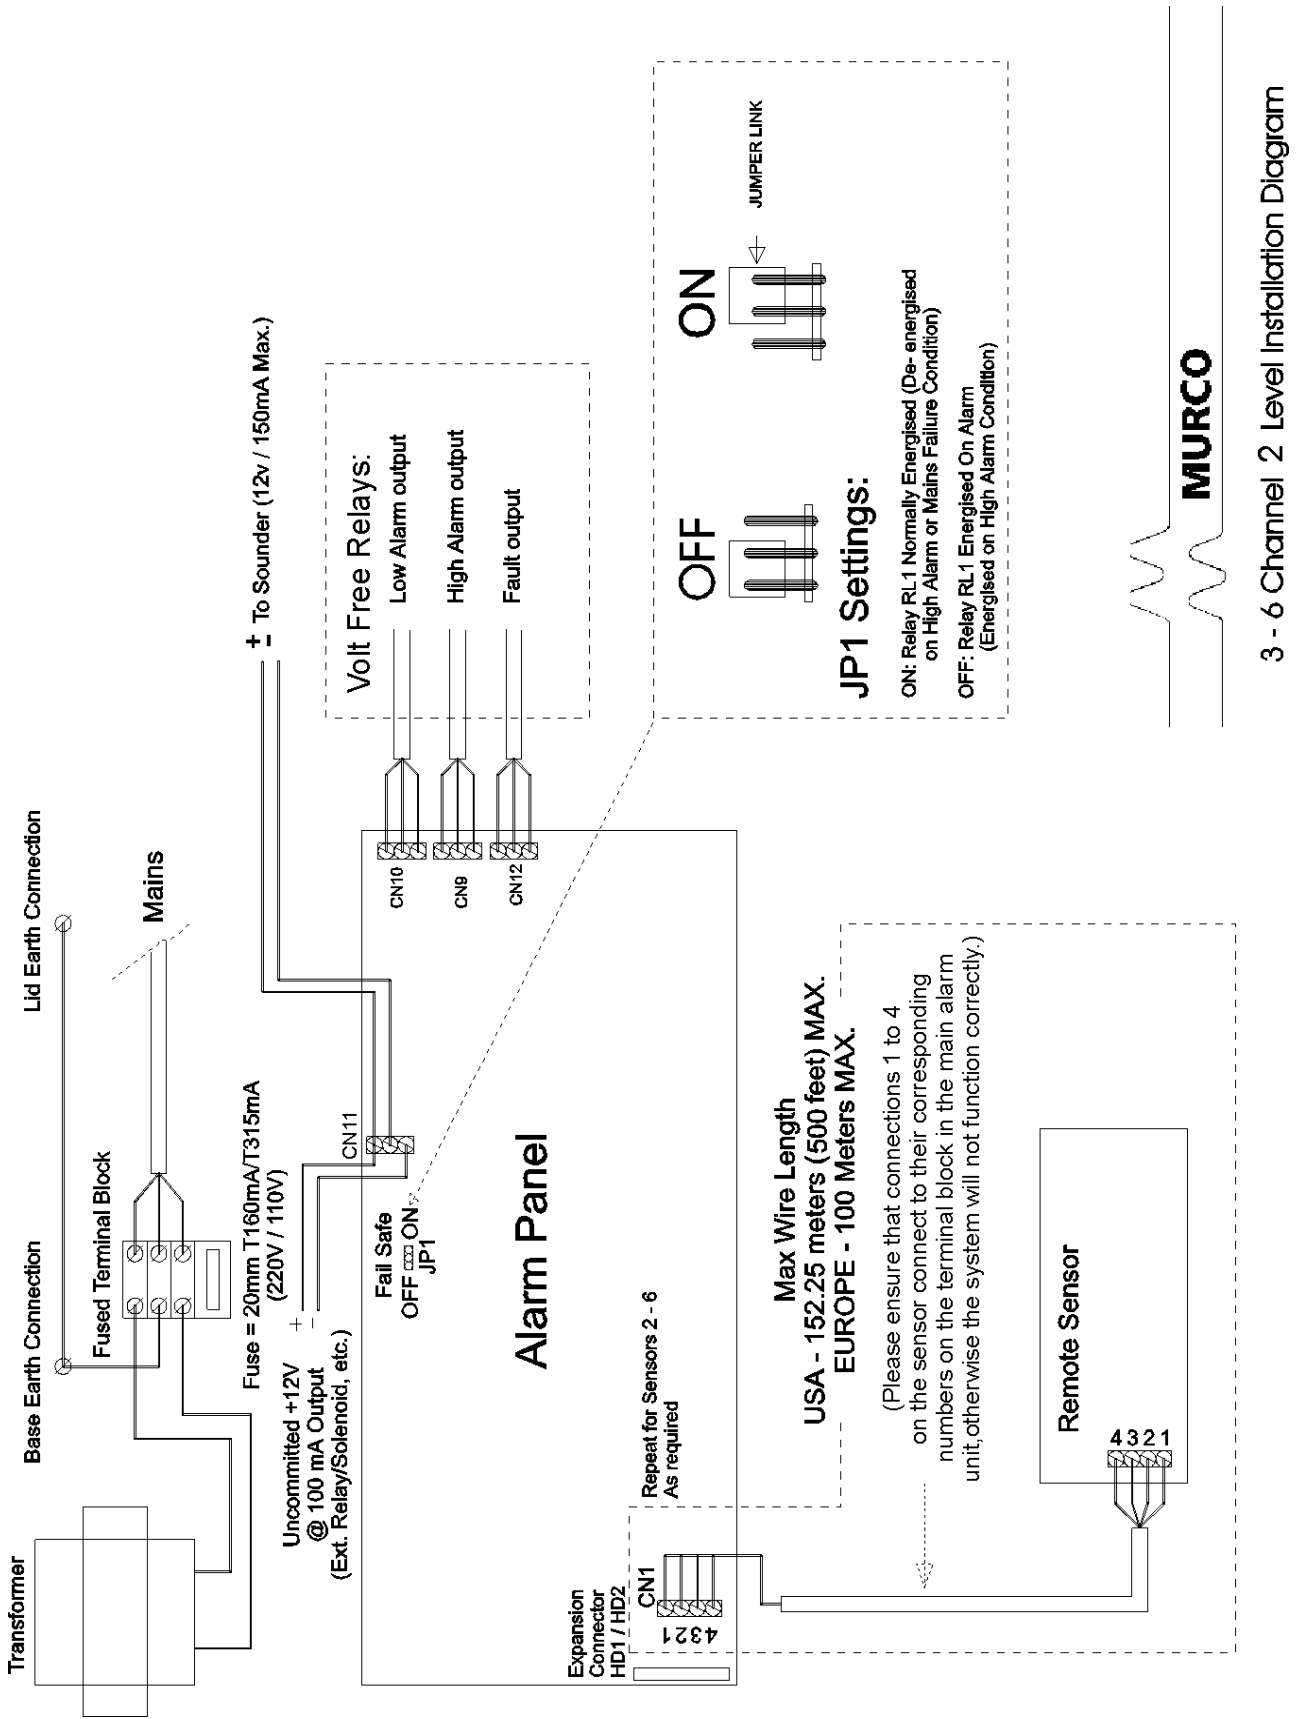 Transformer
Base Earth Connection
Lid Earth Connection
Fused Terminal Block
Mains
Fuse = 20mm T160mA/T315mA
(220V / 110V)
Uncommitted +12V
@ 100 mA Output
(Ext. Relay/Solenoid, etc.)
+
−
+
−
To Sounder (12v / 150mA Max.)
CN11
Fail Safe
OFF ON
JP1
Volt Free Relays:
Low Alarm output
High Alarm output
Fault output
CN10
CN9
CN12
Alarm Panel
Repeat for Sensors 2 - 6
As required
Expansion
Connector
HD1 / HD2
CN1
1234
OFF
ON
JUMPER LINK
JP1 Settings:
ON: Relay RL1 Normally Energised (De- energised
on High Alarm or Mains Failure Condition)
OFF: Relay RL1 Energised On Alarm
(Energised on High Alarm Condition)
Max Wire Length
USA - 152.25 meters (500 feet) MAX.
EUROPE - 100 Meters MAX.
(Please ensure that connections 1 to 4
on the sensor connect to their corresponding
numbers on the terminal block in the main alarm
unit,otherwise the system will not function correctly.)
Remote Sensor
4321
MURCO
3 - 6 Channel 2 Level Installation Diagram